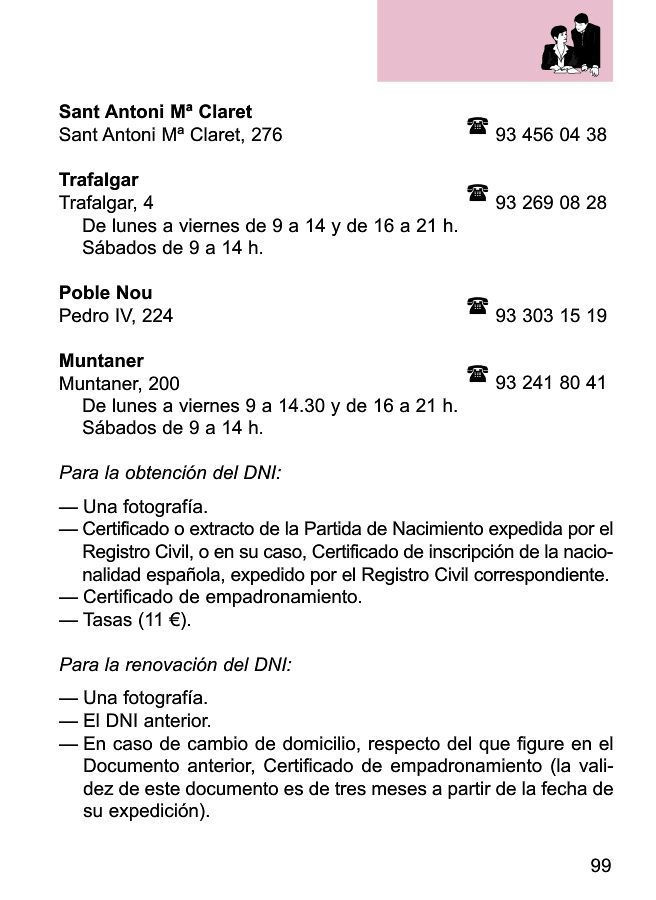 Sant Antoni Mª Claret
Sant Antoni Mª Claret, 276 ☎ 93 456 04 38
Trafalgar
Trafalgar, 4 ☎ 93 269 08 28
De lunes a viernes de 9 a 14 y de 16 a 21 h.
Sábados de 9 a 14 h.
Poble Nou
Pedro IV, 224 ☎ 93 303 15 19
Muntaner
Muntaner, 200 ☎ 93 241 80 41
De lunes a viernes 9 a 14.30 y de 16 a 21 h.
Sábados de 9 a 14 h.
Para la obtención del DNI:
— Una fotografía.
— Certificado o extracto de la Partida de Nacimiento expedida por el
Registro Civil, o en su caso, Certificado de inscripción de la nacio-
nalidad española, expedido por el Registro Civil correspondiente.
— Certificado de empadronamiento.
— Tasas (11 €).
Para la renovación del DNI:
— Una fotografía.
— El DNI anterior.
— En caso de cambio de domicilio, respecto del que figure en el
Documento anterior, Certificado de empadronamiento (la vali-
dez de este documento es de tres meses a partir de la fecha de
su expedición).
99